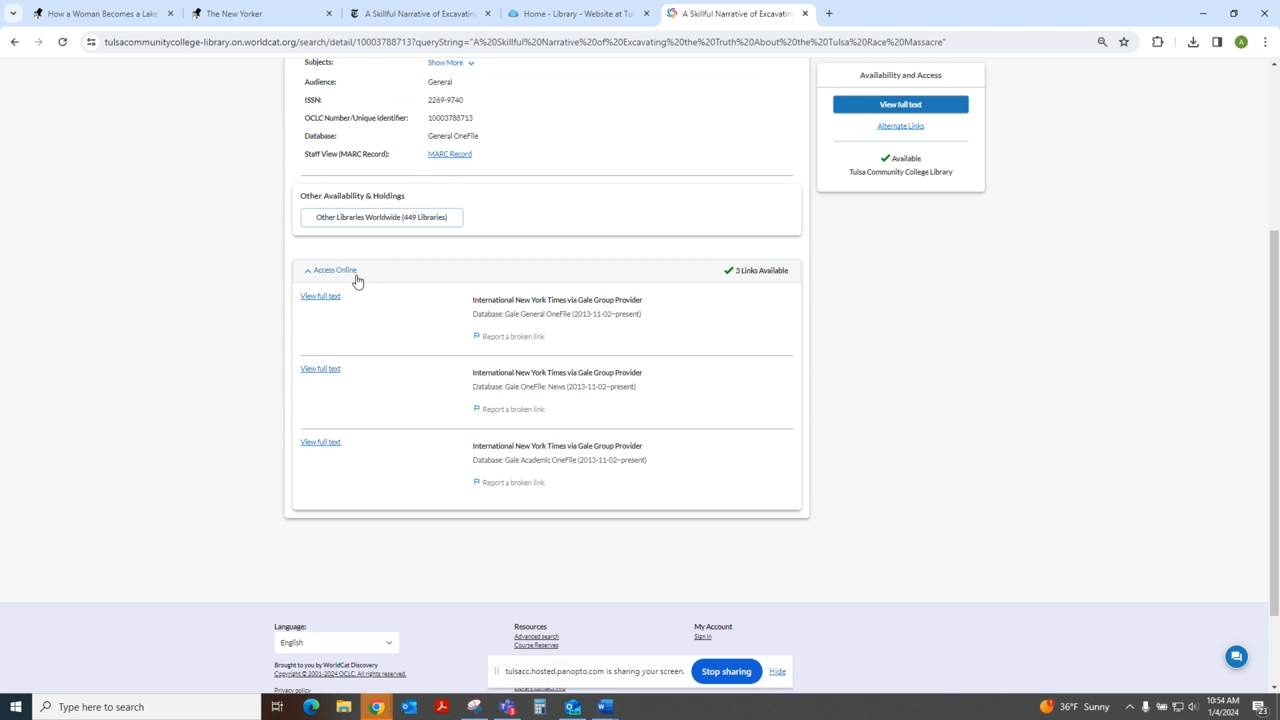 How a Woman Becomes a Lake
The New Yorker
A Skillful Narrative of Excavating
Home - Library - Website at Tul
A Skillful Narrative of Excavating
tulsacommunitycollege-library.on.worldcat.org/search/detail/10003788713?queryString="A%20Skillful%20Narrative%20of%20Excavating%20the%20Truth%20About%20the%20Tulsa%20Race%20Massacre"
A
Subjects: Show More
Audience: General
ISSN: 2269-9740
OCLC Number/Unique Identifier: 10003788713
Database: General OneFile
Staff View (MARC Record): MARC Record
Availability and Access
View full text
Alternate Links
Available
Tulsa Community College Library
Other Availability & Holdings
Other Libraries Worldwide (449 Libraries)
Access Online
3 Links Available
View full text
International New York Times via Gale Group Provider
Database: Gale General OneFile (2013-11-02~present)
Report a broken link
View full text
International New York Times via Gale Group Provider
Database: Gale OneFile: News (2013-11-02~present)
Report a broken link
View full text
International New York Times via Gale Group Provider
Database: Gale Academic OneFile (2013-11-02~present)
Report a broken link
Language:
English
Brought to you by WorldCat Discovery
Copyright © 2001-2024 OCLC. All rights reserved.
Privacy policy
Resources
Advanced search
Course Reserves
My Account
Sign in
tulsacc.hosted.panopto.com is sharing your screen.
Stop sharing
Hide
Type here to search
36°F Sunny
10:54 AM
1/4/2024
23